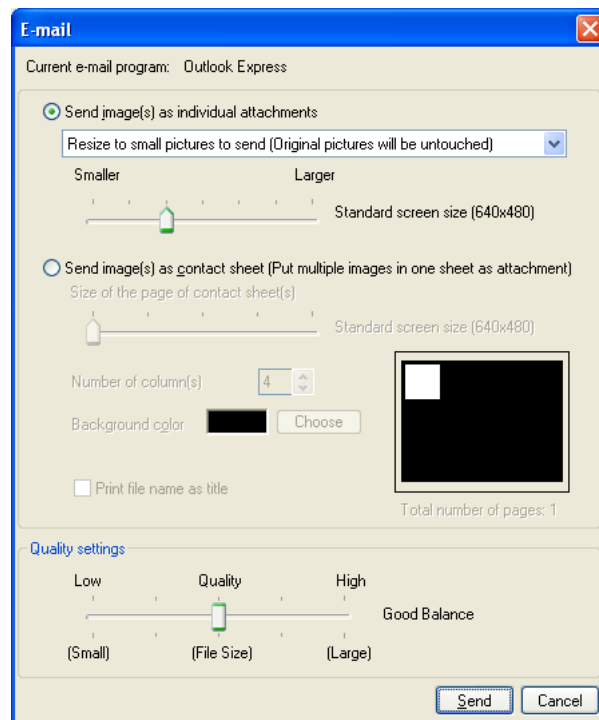 E-mail
Current e-mail program: Outlook Express
Send image(s) as individual attachments
Resize to small pictures to send (Original pictures will be untouched)
Smaller Larger
Standard screen size (640x480)
Send image(s) as contact sheet (Put multiple images in one sheet as attachment)
Size of the page of contact sheet(s)
Standard screen size (640x480)
Number of column(s) 4
Background color Choose
Print file name as title
Total number of pages: 1
Quality settings
Low Quality High
Good Balance
(Small) (File Size) (Large)
Send Cancel